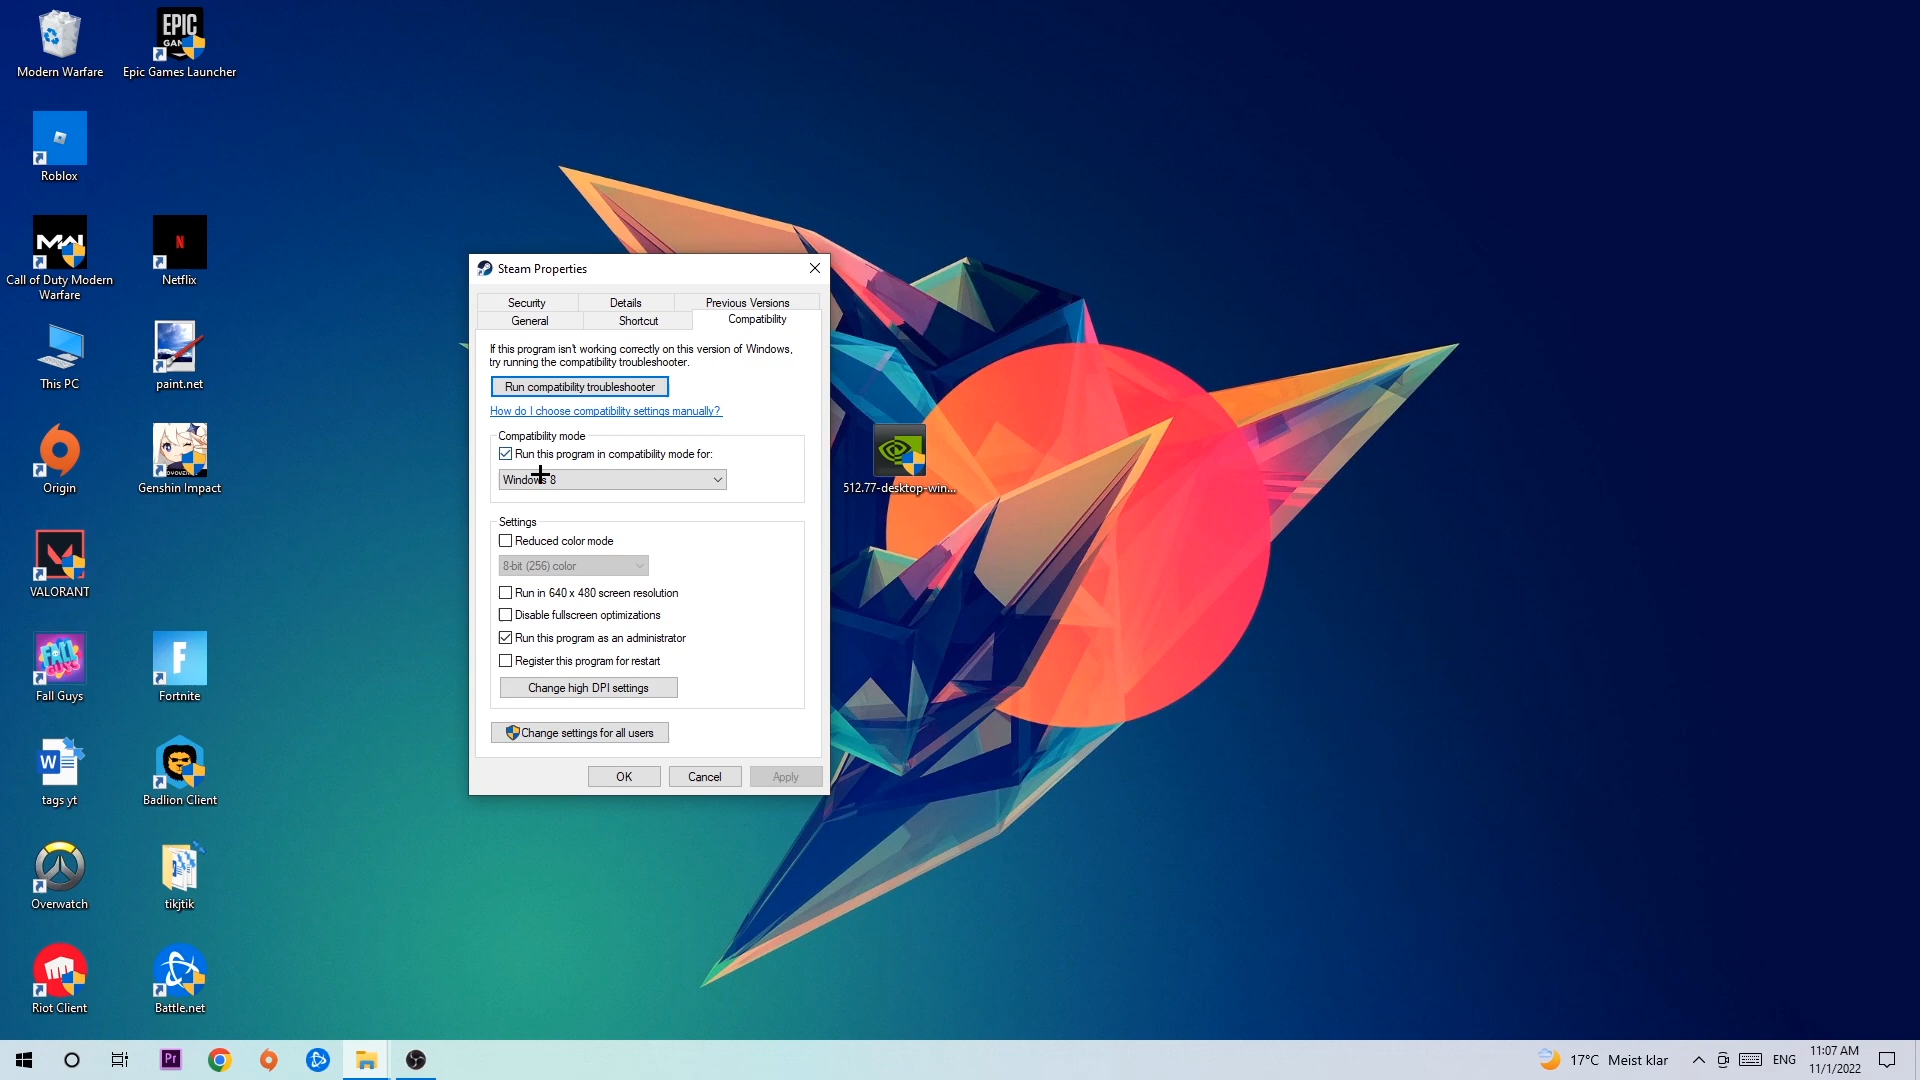 Modern Warfare
EPIC
GAMES
Epic Games Launcher
Roblox
MW
Call of Duty Modern
Warfare
N
Netflix
This PC
paint.net
Origin
Genshin Impact
VALORANT
FALL
GUYS
Fall Guys
F
Fortnite
W
tags yt
Badlion Client
Overwatch
tikjtik
Riot Client
Battle.net
512.77-desktop-win...
Steam Properties
Security
Details
Previous Versions
General
Shortcut
Compatibility
If this program isn't working correctly on this version of Windows,
try running the compatibility troubleshooter.
Run compatibility troubleshooter
How do I choose compatibility settings manually?
Compatibility mode
Run this program in compatibility mode for:
Windows 8
Settings
Reduced color mode
8-bit (256) color
Run in 640 x 480 screen resolution
Disable fullscreen optimizations
Run this program as an administrator
Register this program for restart
Change high DPI settings
Change settings for all users
OK
Cancel
Apply
Pr
17°C Meist klar
ENG
11:07 AM
11/1/2022